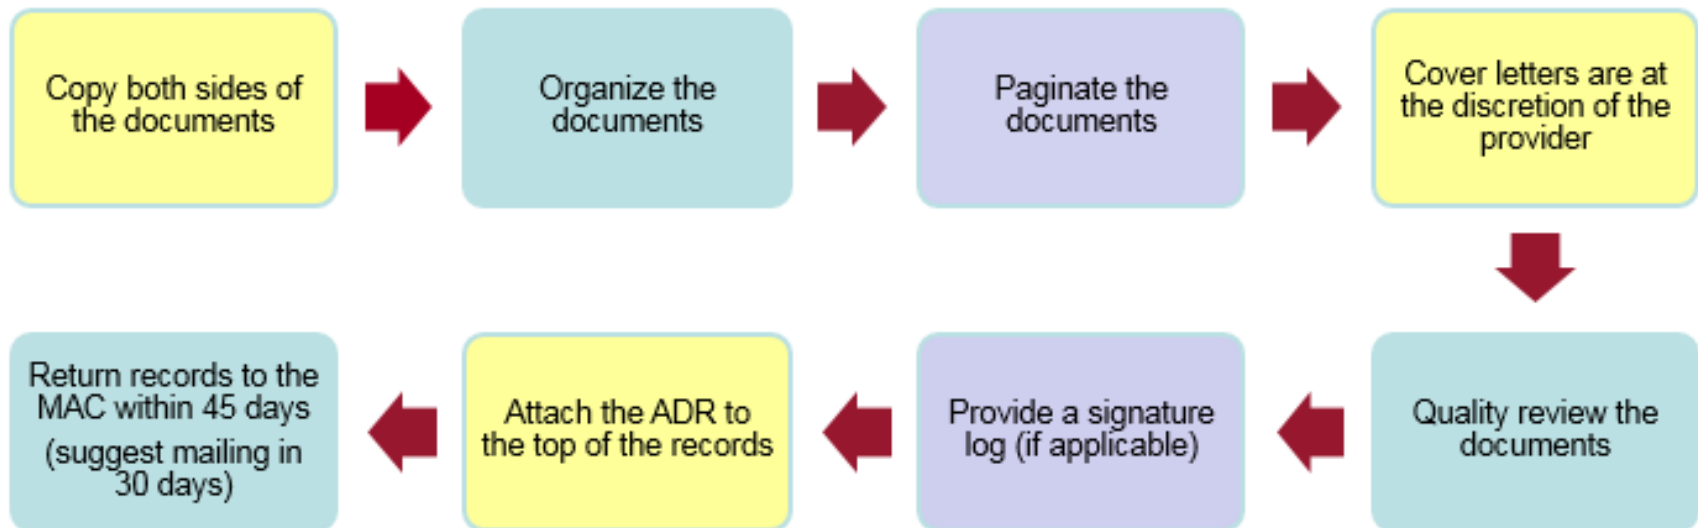 Copy both sides of
the documents
Organize the
documents
Paginate the
documents
Cover letters are at
the discretion of the
provider
Quality review the
documents
Provide a signature
log (if applicable)
Attach the ADR to
the top of the records
Return records to the
MAC within 45 days
(suggest mailing in
30 days)